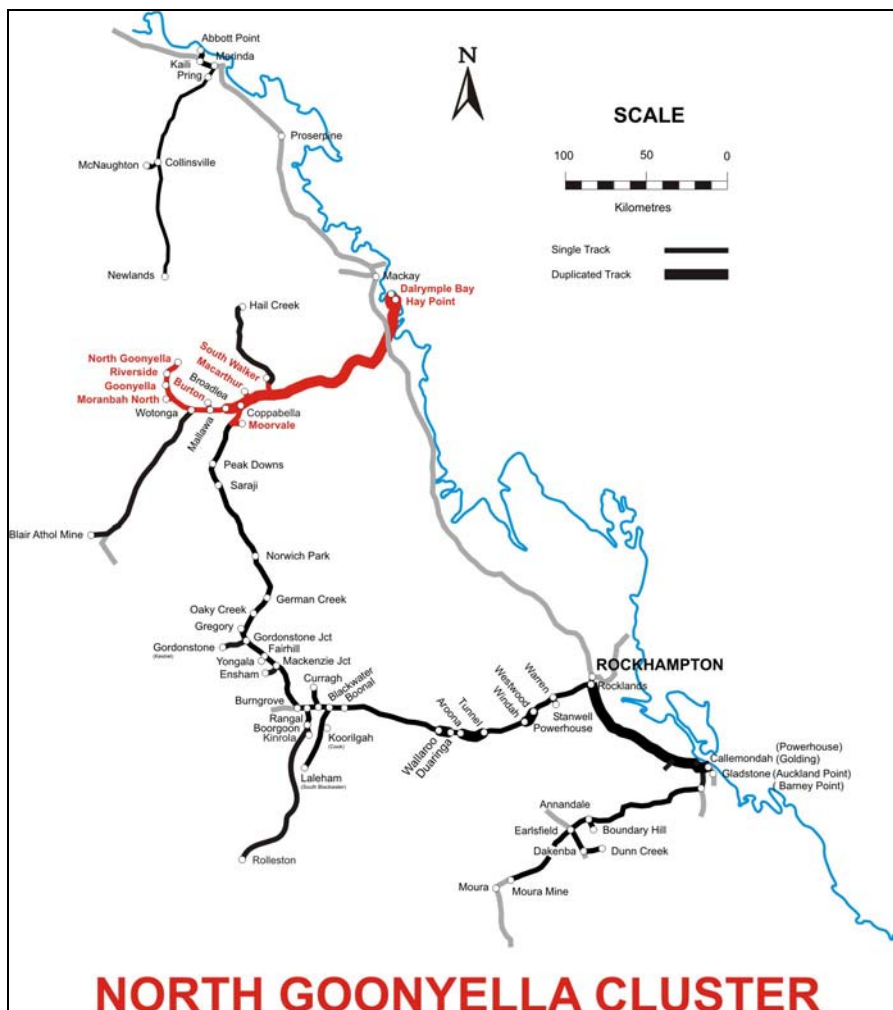 Abbott Point
Kaili
Merinda
Pring
N
SCALE
100
50
0
Kilometres
Proserpine
McNaughton
Collinsville
Single Track
Duplicated Track
Newlands
Mackay
Dalrymple Bay
Hay Point
Hail Creek
North Goonyella
Riverside
Goonyella
Moranbah North
South Walker
Macarthur
Broadlea
Burton
Wotonga
Mallawa
Coppabella
Moorvale
Peak Downs
Saraji
Blair Athol Mine
Norwich Park
German Creek
Oaky Creek
Gregory
Gordonstone Jct
Gordonstone
(Kestrel)
Fairhill
Yongala
Mackenzie Jct
Ensham
Curragh
Burngrove
Blackwater
Boonal
Rangal
Boorgoon
Kinrola
Koorilgah
(Cook)
Laleham
(South Blackwater)
Rolleston
Wallaroo
Aroona
Duaringa
Tunnel
Windah
Westwood
Warren
Stanwell
Powerhouse
ROCKHAMPTON
Rocklands
Callemondah
(Powerhouse)
(Golding)
Gladstone
(Auckland Point)
( Barney Point)
Annandale
Earlsfield
Boundary Hill
Dakenba
Dunn Creek
Moura
Moura Mine
NORTH GOONYELLA CLUSTER